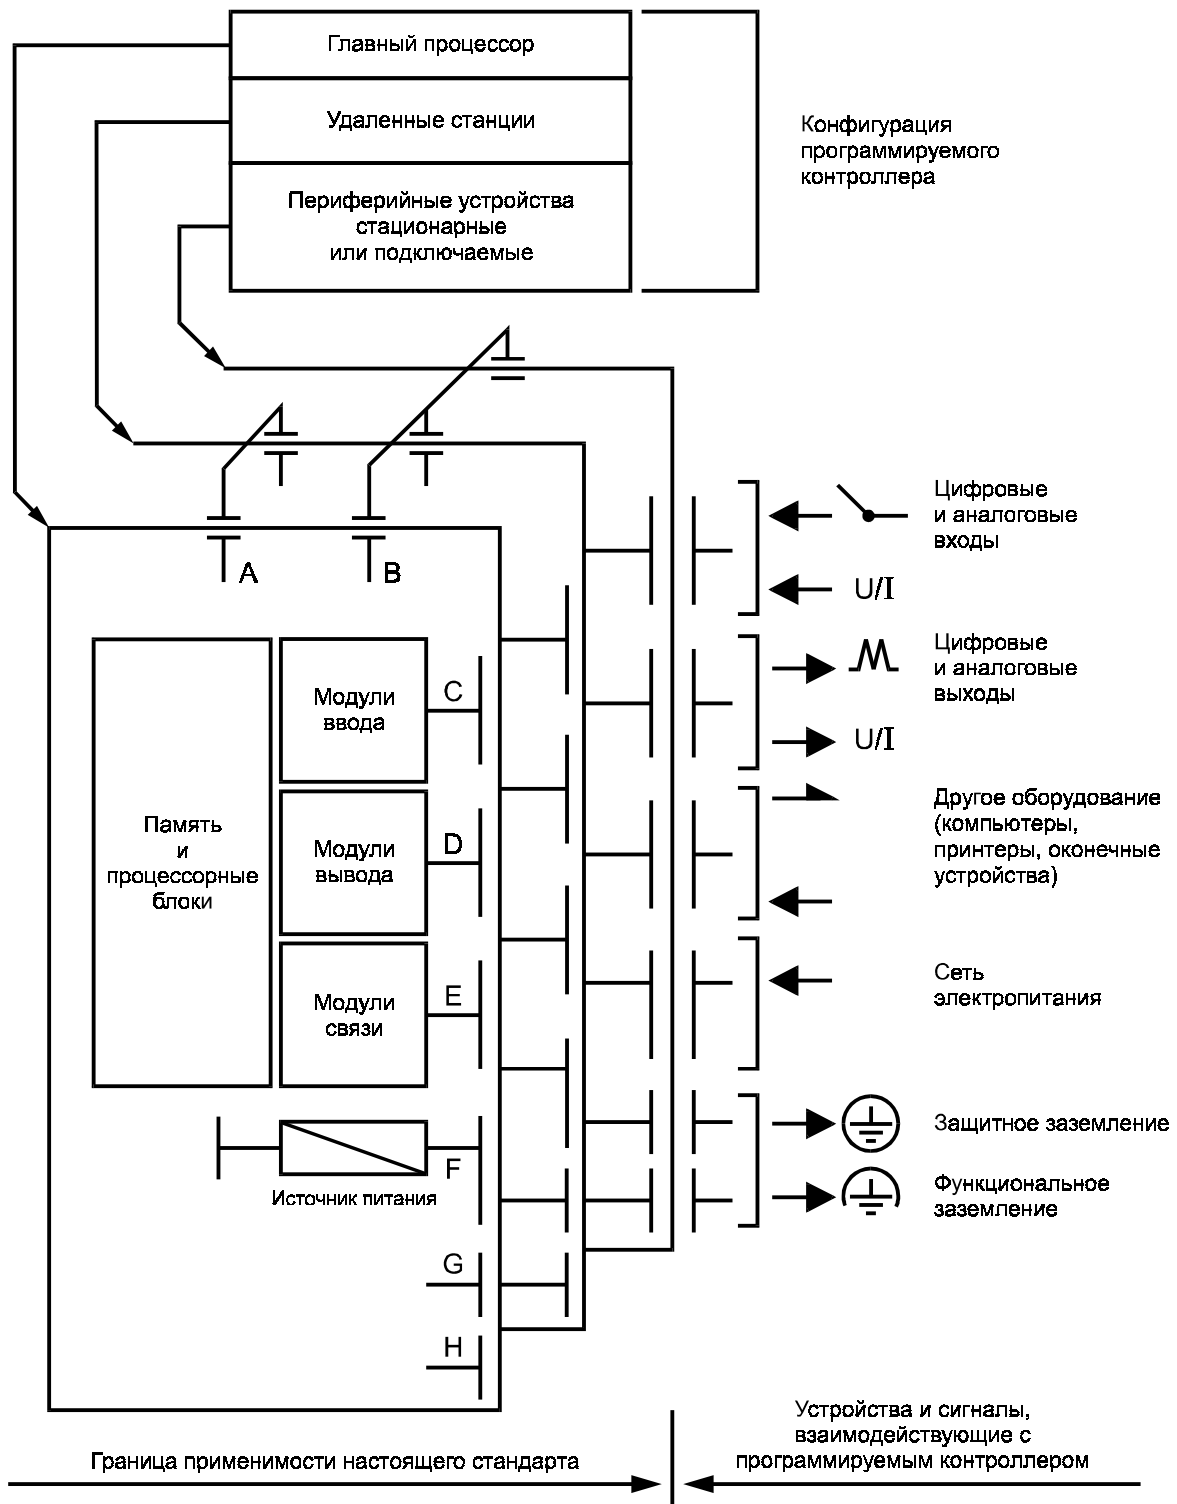 Главный процессор
Удаленные станции
Периферийные устройства
стационарные
или подключаемые
Конфигурация
программируемого
контроллера
A
B
Цифровые
и аналоговые
входы
U/I
Цифровые
и аналоговые
выходы
U/I
Другое оборудование
(компьютеры,
принтеры, оконечные
устройства)
Сеть
электропитания
Защитное заземление
Функциональное
заземление
Память
и
процессорные
блоки
Модули
ввода
C
Модули
вывода
D
Модули
связи
E
F
Источник питания
G
H
Граница применимости настоящего стандарта
Устройства и сигналы,
взаимодействующие с
программируемым контроллером